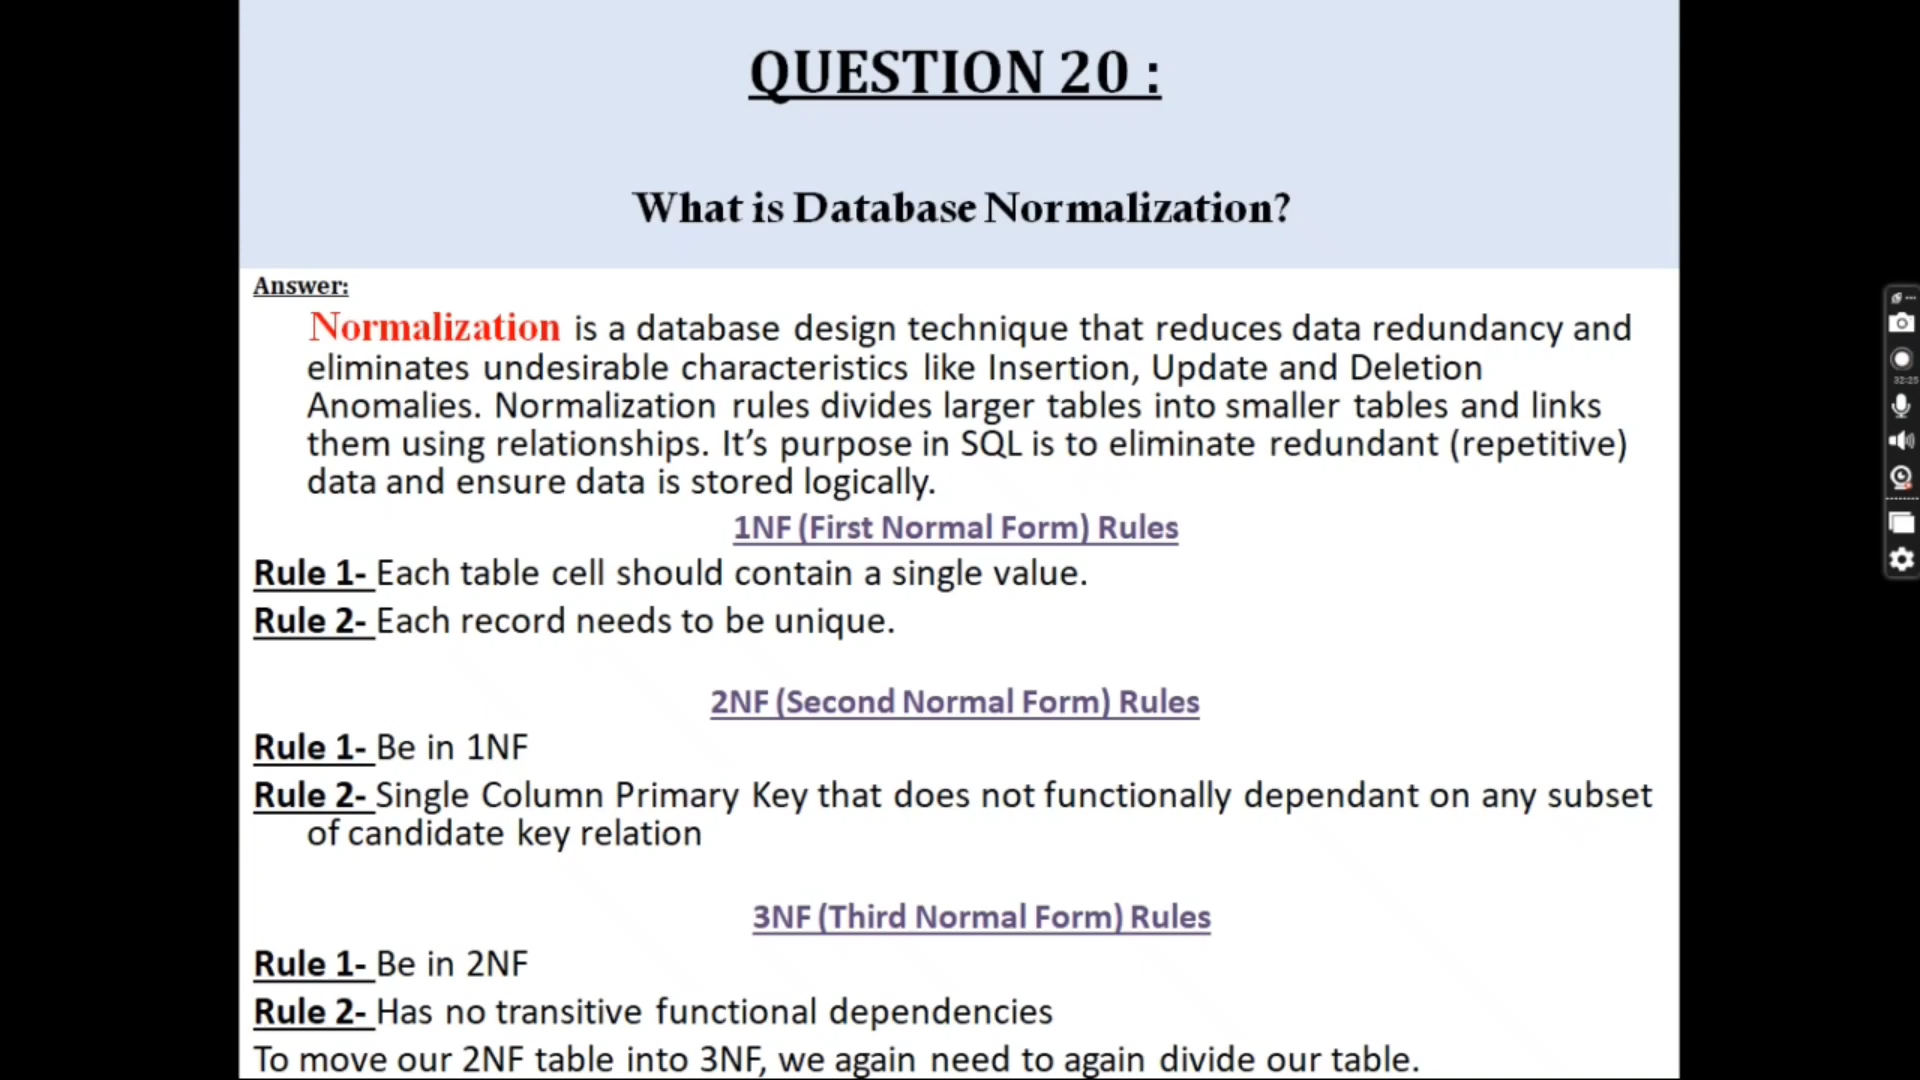 QUESTION 20 :
What is Database Normalization?
Answer:
Normalization is a database design technique that reduces data redundancy and
eliminates undesirable characteristics like Insertion, Update and Deletion
Anomalies. Normalization rules divides larger tables into smaller tables and links
them using relationships. It’s purpose in SQL is to eliminate redundant (repetitive)
data and ensure data is stored logically.
1NF (First Normal Form) Rules
Rule 1- Each table cell should contain a single value.
Rule 2- Each record needs to be unique.
2NF (Second Normal Form) Rules
Rule 1- Be in 1NF
Rule 2- Single Column Primary Key that does not functionally dependant on any subset
of candidate key relation
3NF (Third Normal Form) Rules
Rule 1- Be in 2NF
Rule 2- Has no transitive functional dependencies
To move our 2NF table into 3NF, we again need to again divide our table.
32:25